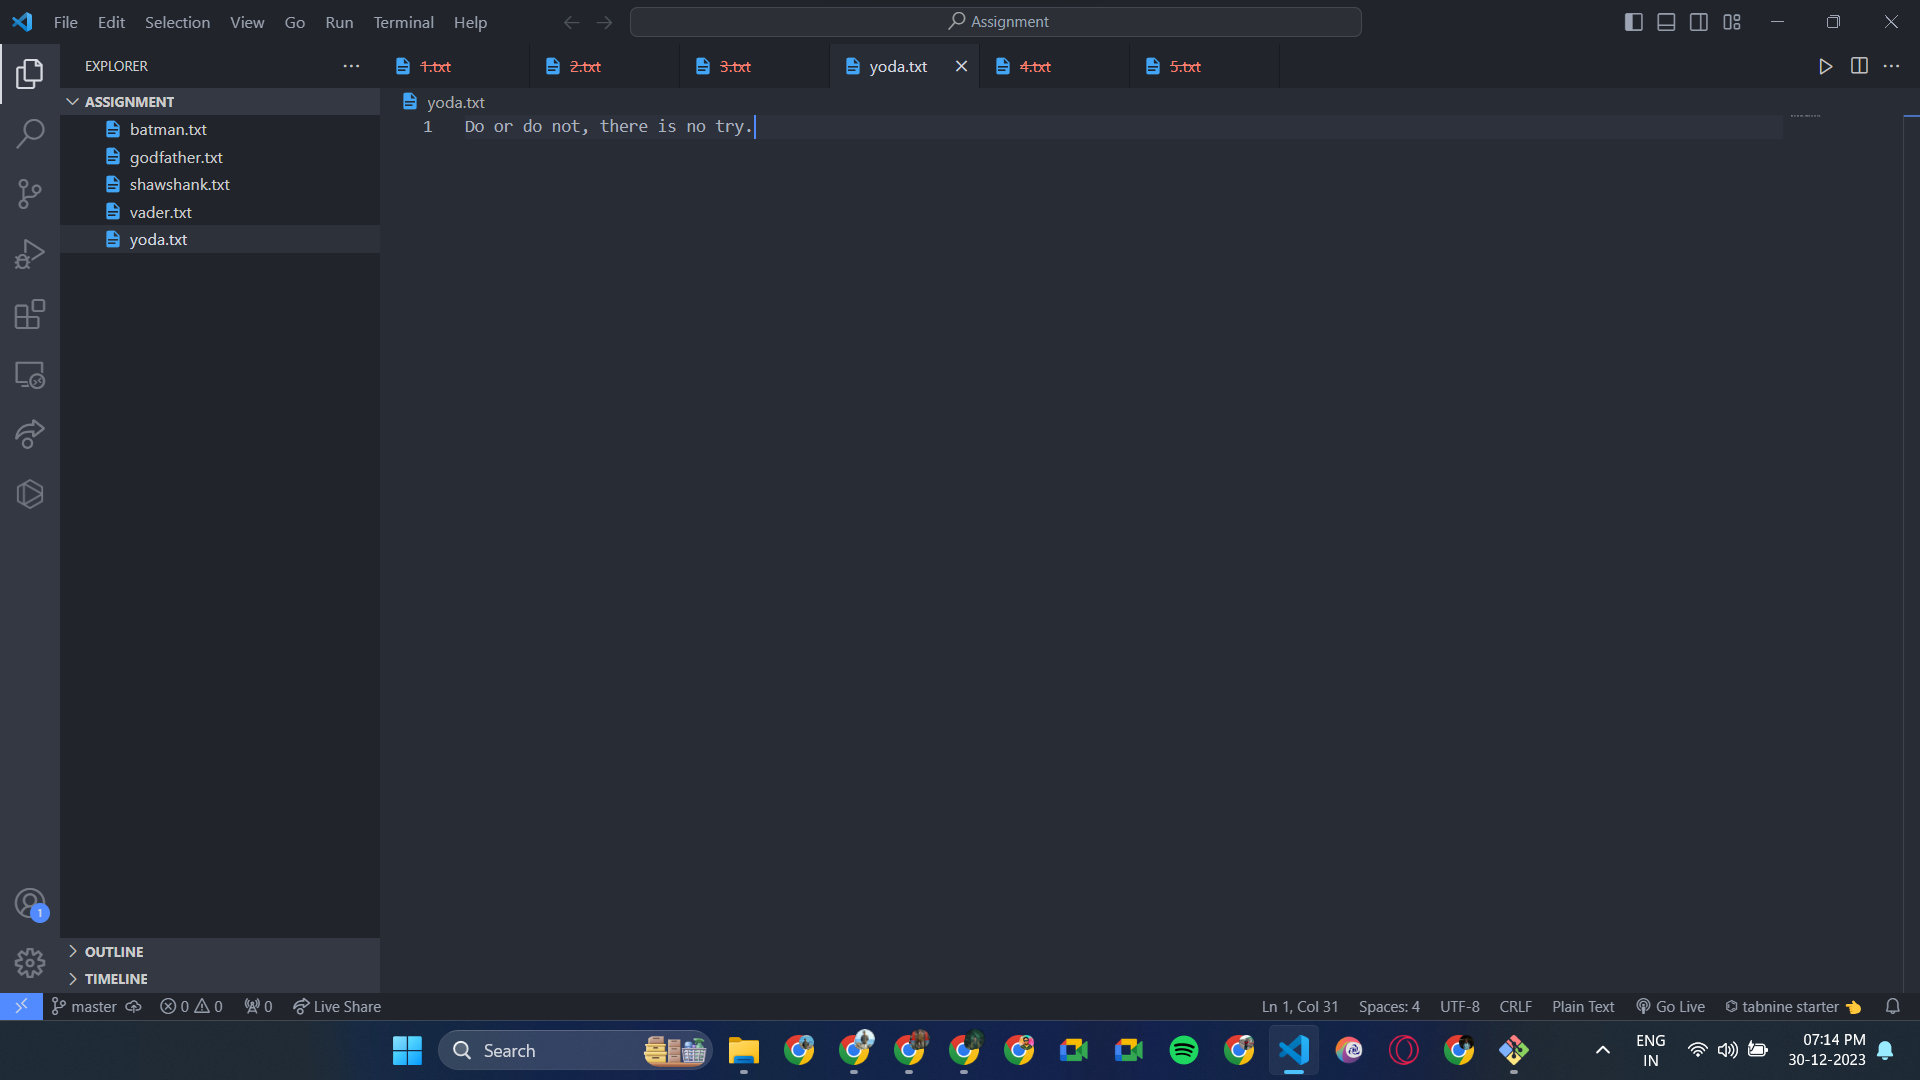 File Edit Selection View Go Run Terminal Help
Assignment
EXPLORER
1.txt 2.txt 3.txt yoda.txt 4.txt 5.txt
ASSIGNMENT
yoda.txt
batman.txt
godfather.txt
shawshank.txt
vader.txt
yoda.txt
1 Do or do not, there is no try.
1
OUTLINE
TIMELINE
master 0 0 0 Live Share
Ln 1, Col 31 Spaces: 4 UTF-8 CRLF Plain Text Go Live tabnine starter
Search
ENG
IN
07:14 PM
30-12-2023